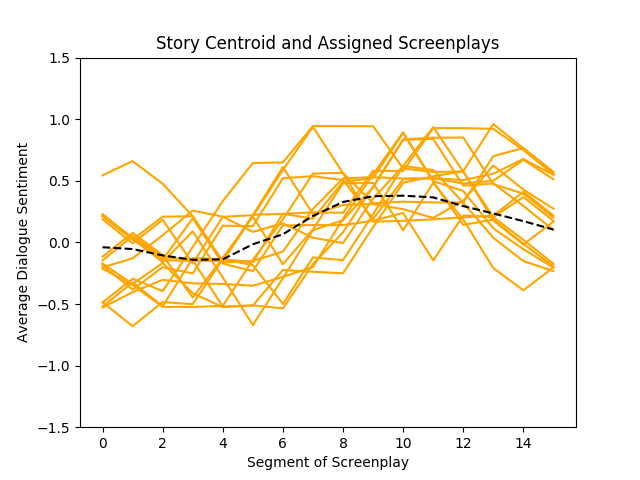 Story Centroid and Assigned Screenplays
Average Dialogue Sentiment
1.5
1.0
0.5
0.0
−0.5
−1.0
−1.5
0 2 4 6 8 10 12 14
Segment of Screenplay